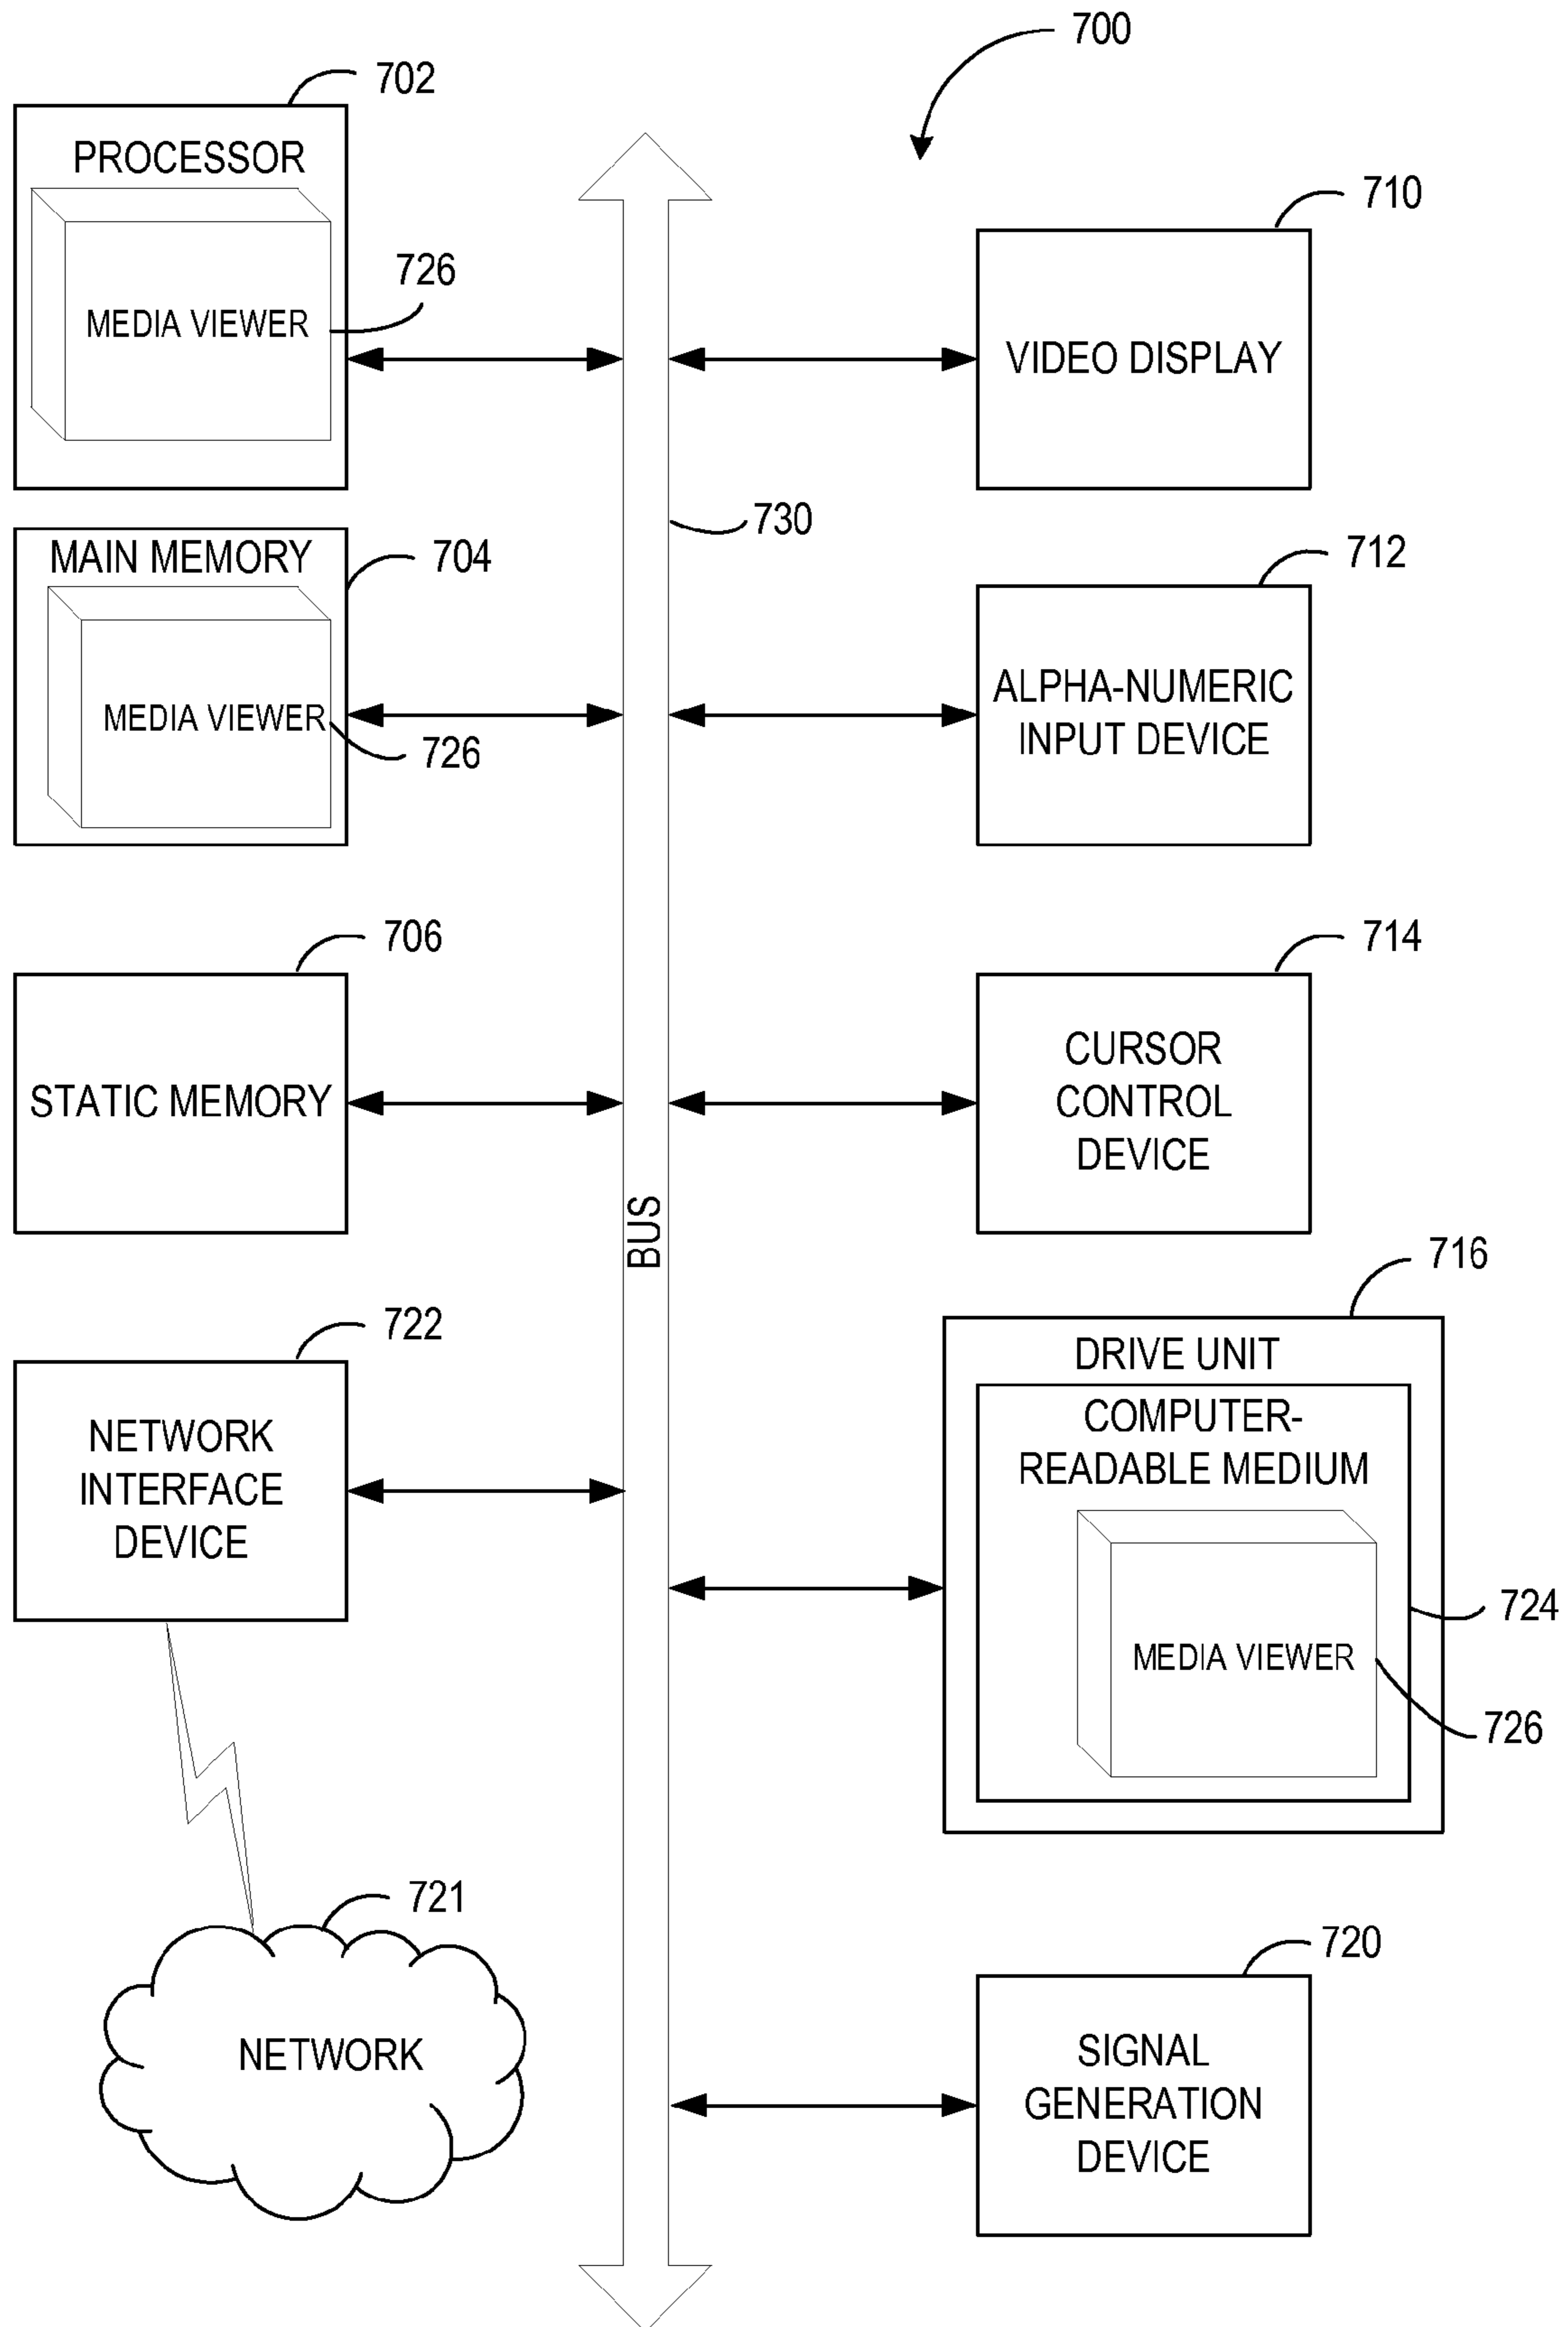 700
702
PROCESSOR
MEDIA VIEWER
726
710
VIDEO DISPLAY
730
MAIN MEMORY
704
MEDIA VIEWER
726
712
ALPHA-NUMERIC
INPUT DEVICE
706
STATIC MEMORY
714
CURSOR
CONTROL
DEVICE
BUS
722
NETWORK
INTERFACE
DEVICE
716
DRIVE UNIT
COMPUTER-
READABLE MEDIUM
724
MEDIA VIEWER
726
721
NETWORK
720
SIGNAL
GENERATION
DEVICE